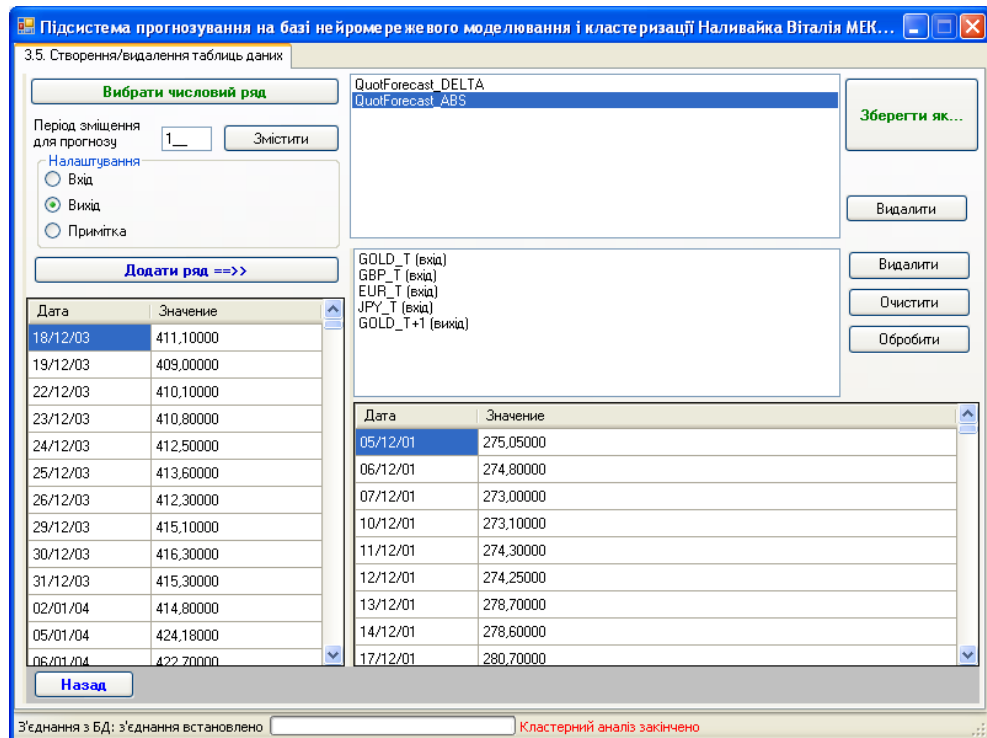 Підсистема прогнозування на базі нейромережевого моделювання і кластеризації Наливайка Віталія МЕК...
3.5. Створення/видалення таблиць даних
Вибрати числовий ряд
Період зміщення
для прогнозу
1__
Змістити
Налаштування
Вхід
Вихід
Примітка
Додати ряд ==>>
Дата Значение
18/12/03 411,10000
19/12/03 409,00000
22/12/03 410,10000
23/12/03 410,80000
24/12/03 412,50000
25/12/03 413,60000
26/12/03 412,30000
29/12/03 415,10000
30/12/03 416,30000
31/12/03 415,30000
02/01/04 414,80000
05/01/04 424,18000
06/01/04 422,70000
Назад
QuotForecast_DELTA
QuotForecast_ABS
Зберегти як...
Видалити
GOLD_T (вхід)
GBP_T (вхід)
EUR_T (вхід)
JPY_T (вхід)
GOLD_T+1 (вихід)
Видалити
Очистити
Обробити
Дата Значение
05/12/01 275,05000
06/12/01 274,80000
07/12/01 273,00000
10/12/01 273,10000
11/12/01 274,30000
12/12/01 274,25000
13/12/01 278,70000
14/12/01 278,60000
17/12/01 280,70000
З'єднання з БД: з'єднання встановлено
Кластерний аналіз закінчено